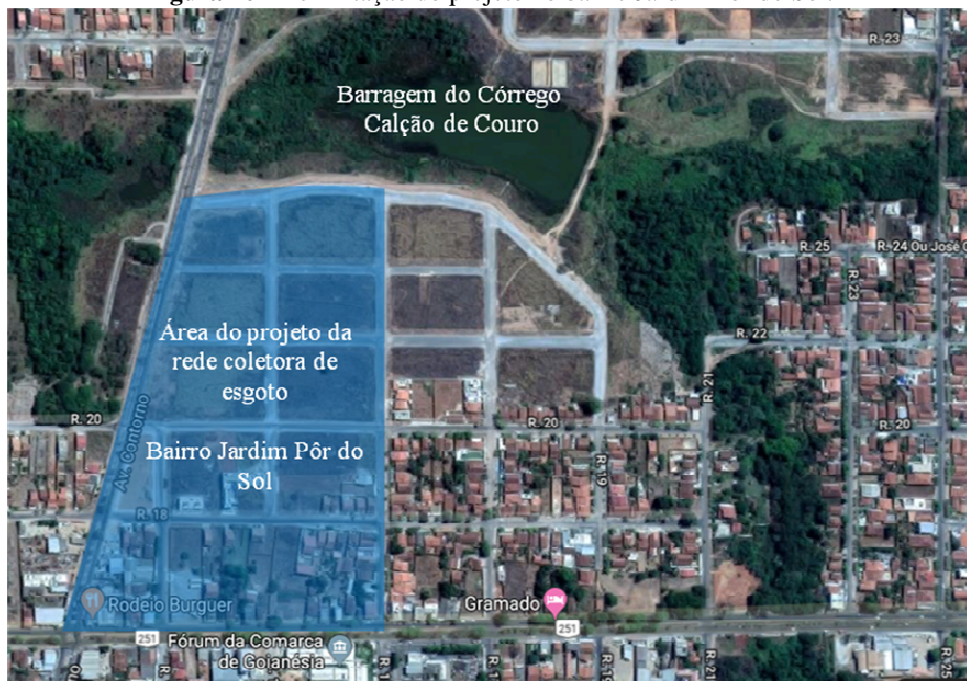 R. 23
Barragem do Córrego
Calção de Couro
R. 25
R. 24 Ou José
R. 23
Área do projeto da
rede coletora de
esgoto
R. 22
R. 21
R. 20
Av. Contorno
R. 20
R. 20
Bairro Jardim Pôr do
Sol
R. 19
R. 18
Rodeio Burguer
Gramado
251
251
Fórum da Comarca
de Goianésia
R. 19
R. 21
R. 25